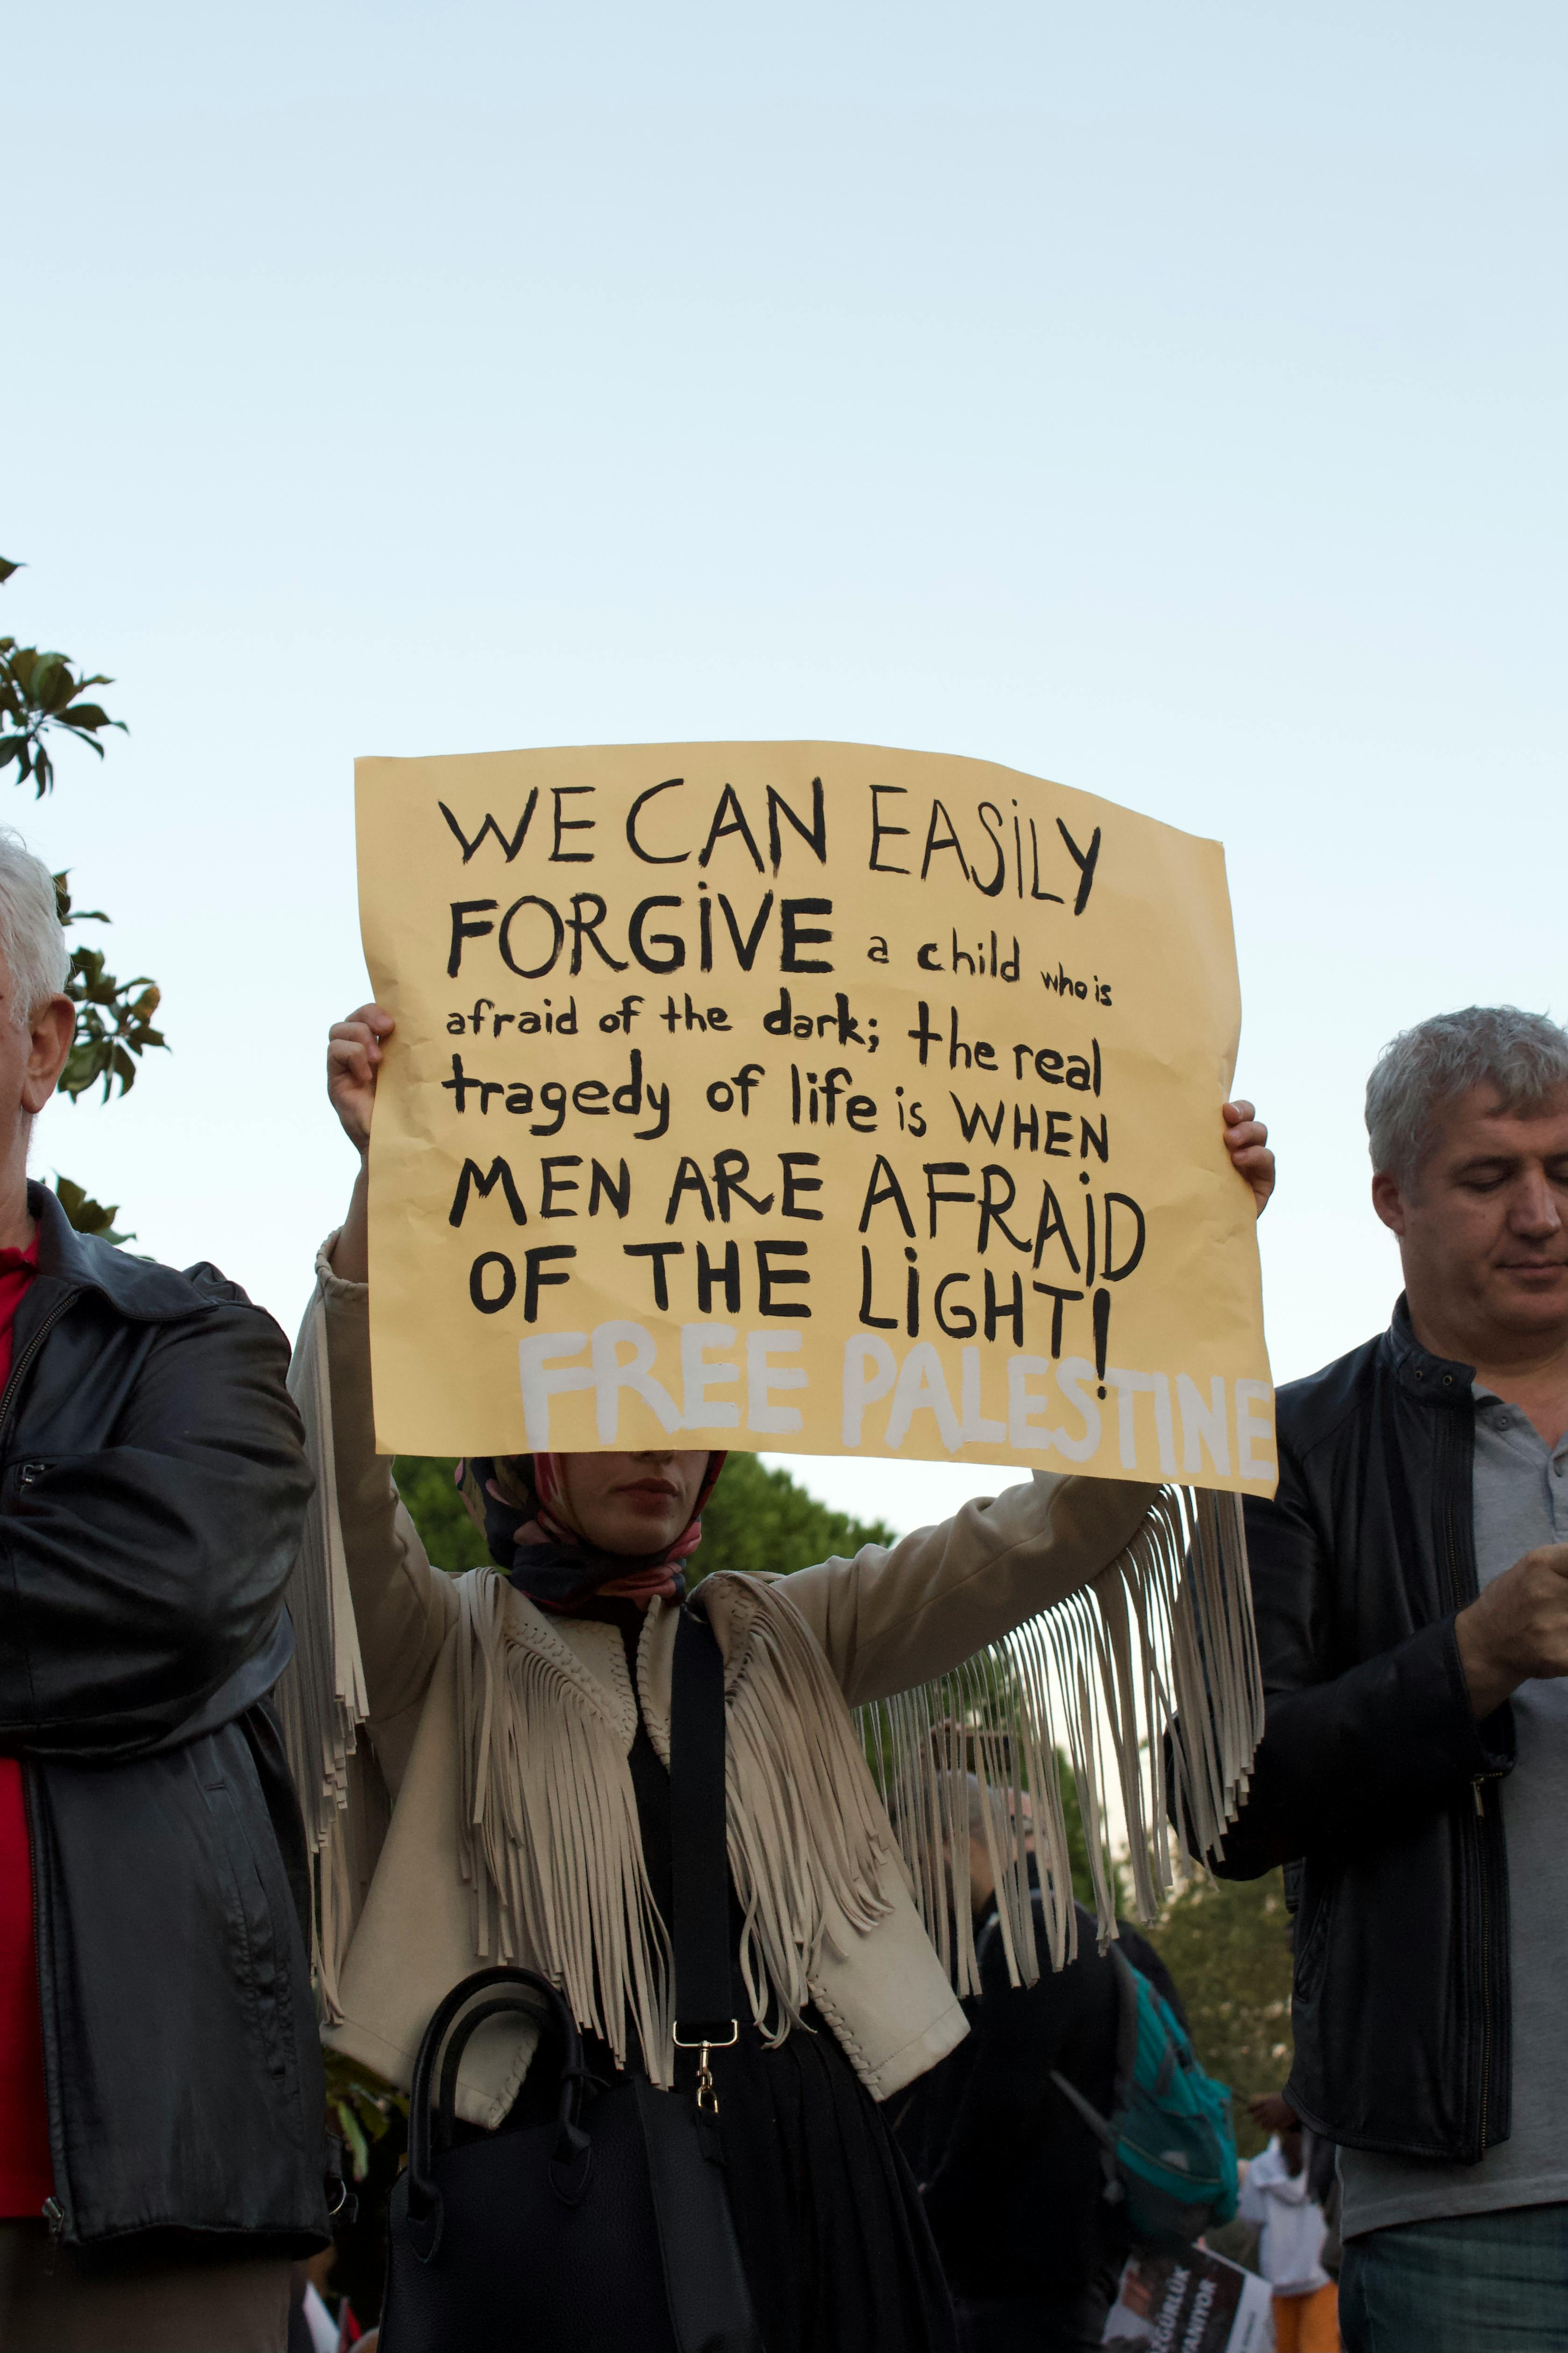 WE CAN EASiLY
FORGiVE a child who is
afraid of the dark; the real
tragedy of life is WHEN
MEN ARE AFRAiD
OF THE LiGHT!
FREE PALESTINE